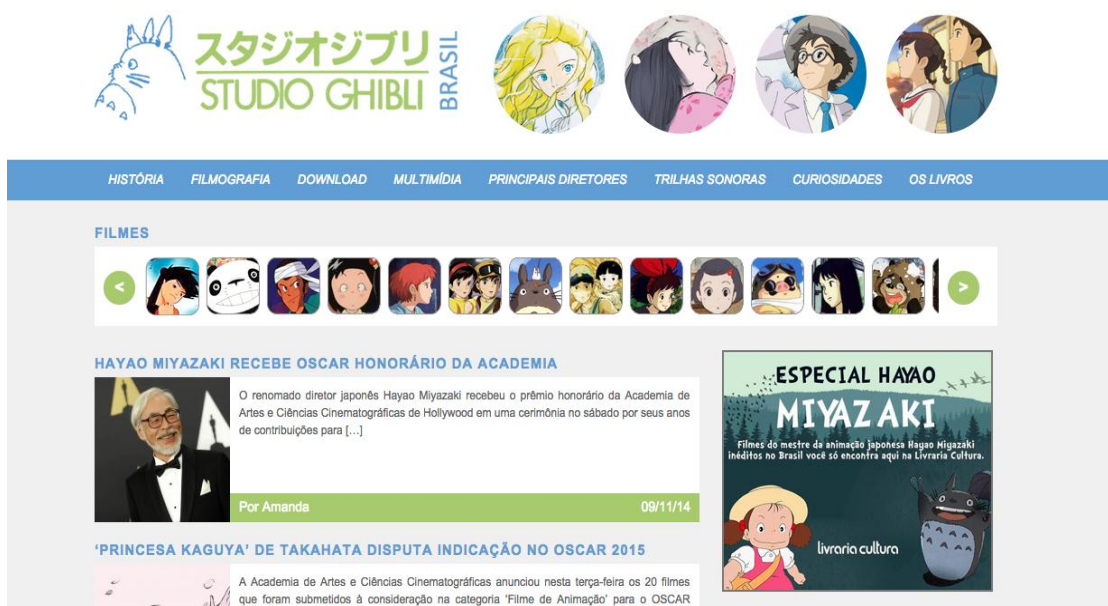 スタジオジブリ
STUDIO GHIBLI
BRASIL
HISTÓRIA FILMOGRAFIA DOWNLOAD MULTIMÍDIA PRINCIPAIS DIRETORES TRILHAS SONORAS CURIOSIDADES OS LIVROS
FILMES
< >
HAYAO MIYAZAKI RECEBE OSCAR HONORÁRIO DA ACADEMIA
O renomado diretor japonês Hayao Miyazaki recebeu o prêmio honorário da Academia de
Artes e Ciências Cinematográficas de Hollywood em uma cerimônia no sábado por seus anos
de contribuições para […]
Por Amanda 09/11/14
ESPECIAL HAYAO
MIYAZAKI
Filmes do mestre da animação japonesa Hayao Miyazaki
inéditos no Brasil você só encontra aqui na Livraria Cultura.
livraria cultura
‘PRINCESA KAGUYA’ DE TAKAHATA DISPUTA INDICAÇÃO NO OSCAR 2015
A Academia de Artes e Ciências Cinematográficas anunciou nesta terça-feira os 20 filmes
que foram submetidos à consideração na categoria 'Filme de Animação' para o OSCAR